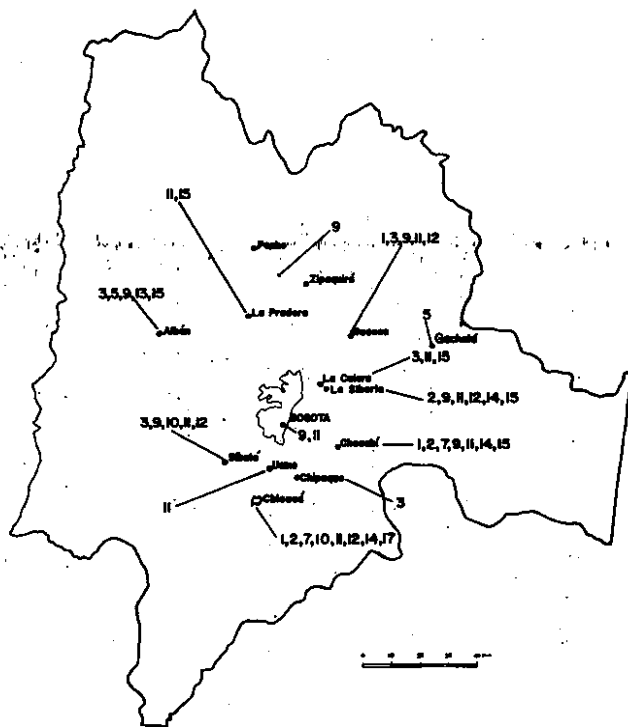 11,15
9
1,3,9,11,12
Zipaquirá
3,5,9,13,15
La Pradera
5
Albán
Gachalá
3,11,15
La Calera
La Siberia
2,9,11,12,14,15
BOGOTA
3,9,10,11,12
9,11
Choachí
1,2,7,9,11,14,15
Sibaté
Usme
Chipaque
11
3
1,2,7,10,11,12,14,17